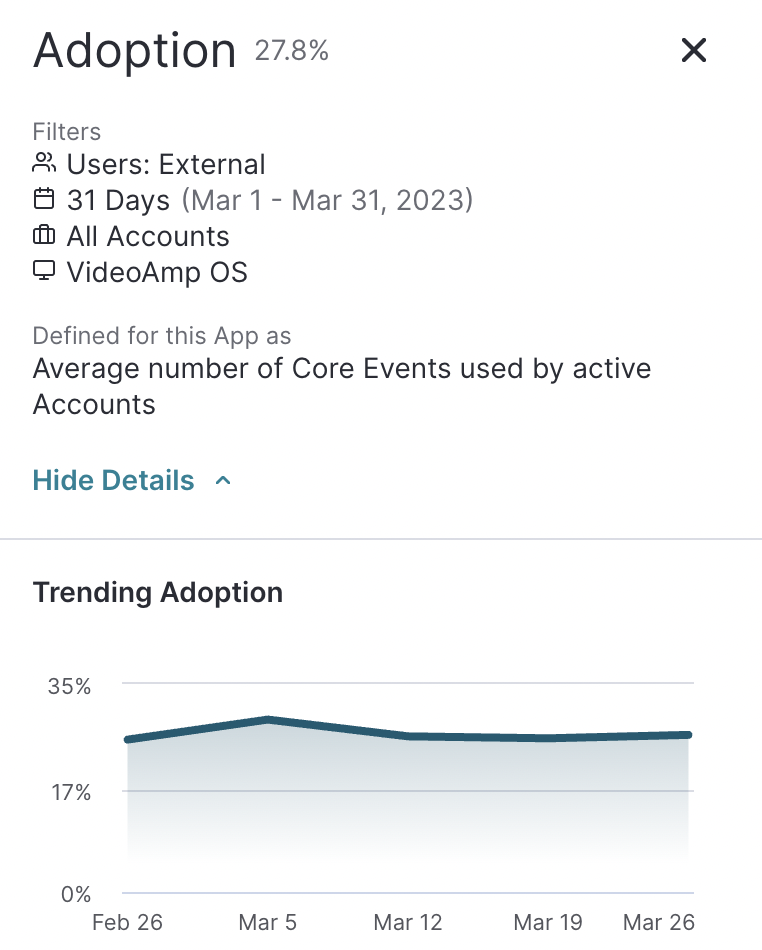 Adoption 27.8%
Filters
Users: External
31 Days (Mar 1 - Mar 31, 2023)
All Accounts
VideoAmp OS
Defined for this App as
Average number of Core Events used by active
Accounts
Hide Details
Trending Adoption
35%
17%
0%
Feb 26 Mar 5 Mar 12 Mar 19 Mar 26